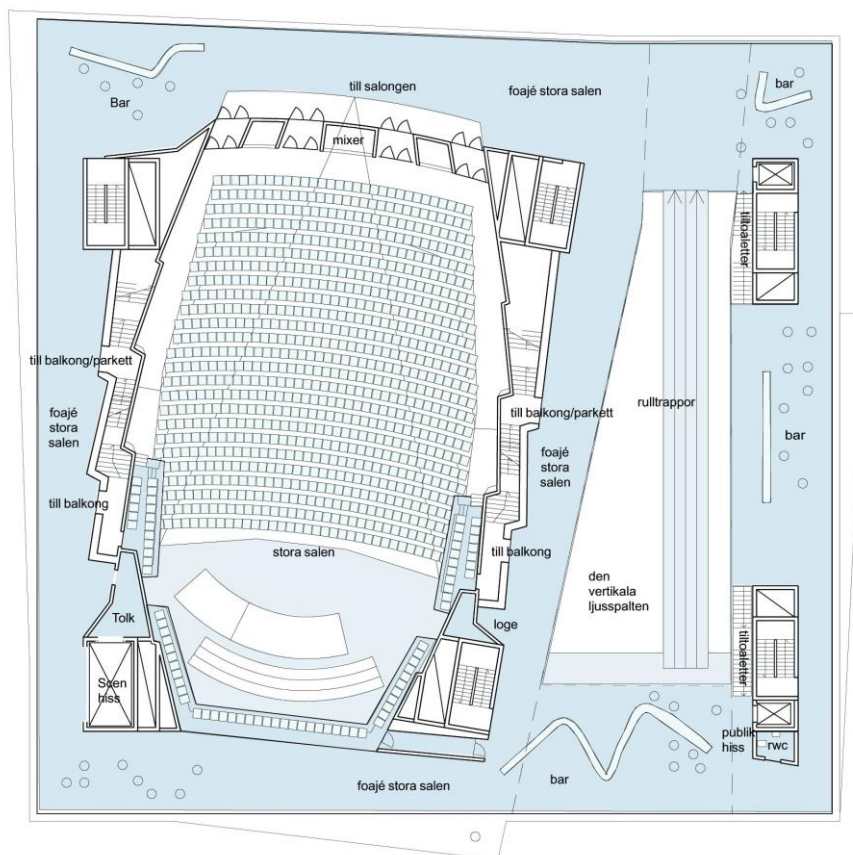 till salongen
foajé stora salen
bar
Bar
mixer
tilltoaletter
till balkong/parkett
rulltrappor
foajé
stora
salen
till balkong/parkett
bar
foajé
stora
salen
till balkong
stora salen
till balkong
den
vertikala
ljusspalten
Tolk
loge
tiltoaletter
Scen
hiss
publik
hiss
rwc
bar
foajé stora salen